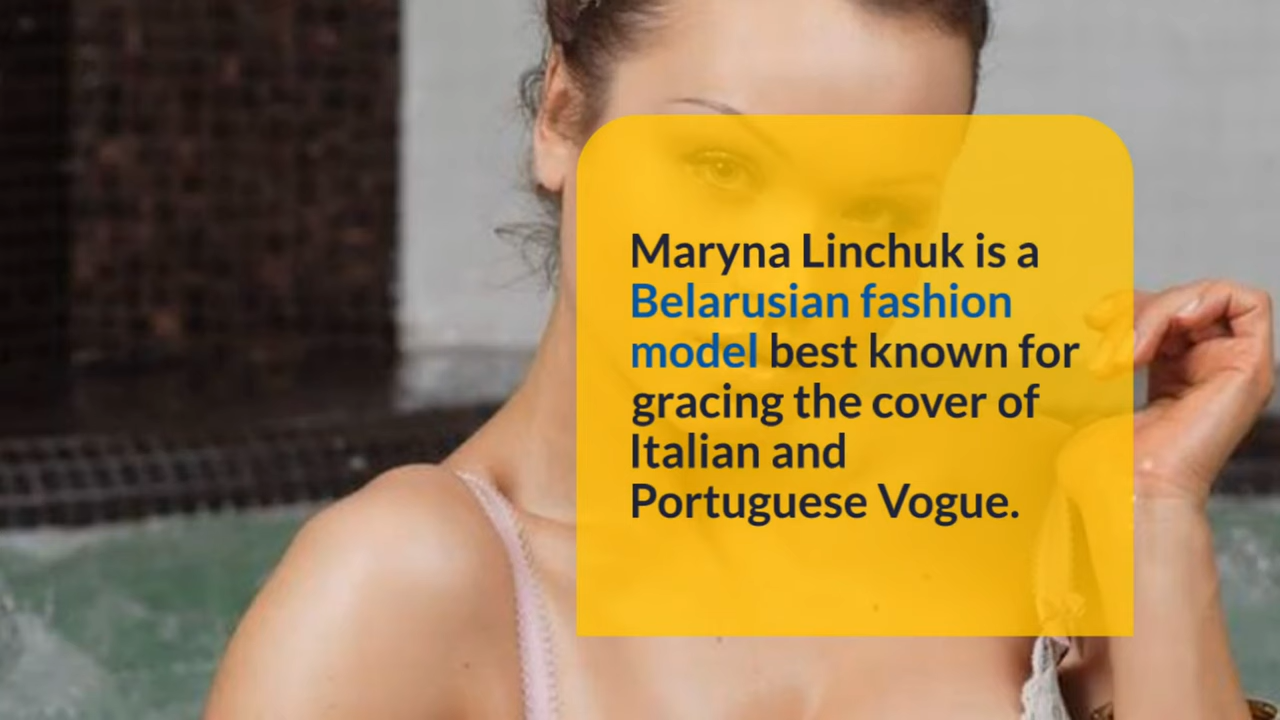 Maryna Linchuk is a
Belarusian fashion
model best known for
gracing the cover of
Italian and
Portuguese Vogue.